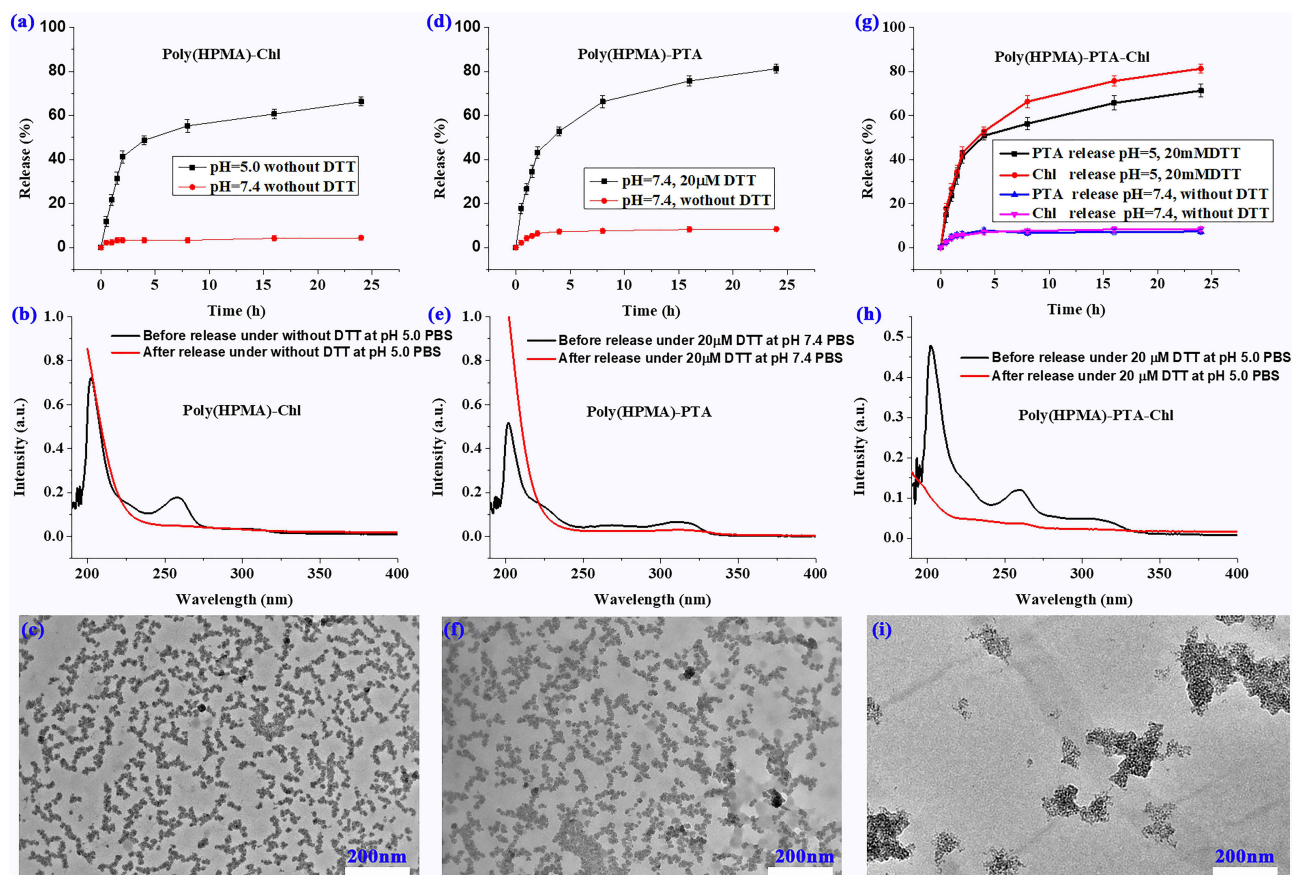 (a)
100
80
60
40
20
0
Release (%)
Poly(HPMA)-Chl
pH=5.0 wothout DTT
pH=7.4 without DTT
0 5 10 15 20 25
Time (h)
(d)
100
80
60
40
20
0
Release (%)
Poly(HPMA)-PTA
pH=7.4, 20μM DTT
pH=7.4, wothout DTT
0 5 10 15 20 25
Time (h)
(g)
100
80
60
40
20
0
Release (%)
Poly(HPMA)-PTA-Chl
PTA release pH=5, 20mMDTT
Chl release pH=5, 20mMDTT
PTA release pH=7.4, without DTT
Chl release pH=7.4, without DTT
0 5 10 15 20 25
Time (h)
(b)
1.0
0.8
0.6
0.4
0.2
0.0
Intensity (a.u.)
Before release under without DTT at pH 5.0 PBS
After release under without DTT at pH 5.0 PBS
Poly(HPMA)-Chl
200 250 300 350 400
Wavelength (nm)
(e)
1.0
0.8
0.6
0.4
0.2
0.0
Intensity (a.u.)
Before release under 20μM DTT at pH 7.4 PBS
After release under 20μM DTT at pH 7.4 PBS
Poly(HPMA)-PTA
200 250 300 350 400
Wavelength (nm)
(h)
0.5
0.4
0.3
0.2
0.1
0.0
Intensity (a.u.)
Before release under 20 μM DTT at pH 5.0 PBS
After release under 20 μM DTT at pH 5.0 PBS
Poly(HPMA)-PTA-Chl
200 250 300 350 400
Wavelength (nm)
(c)
200nm
(f)
200nm
(i)
200nm